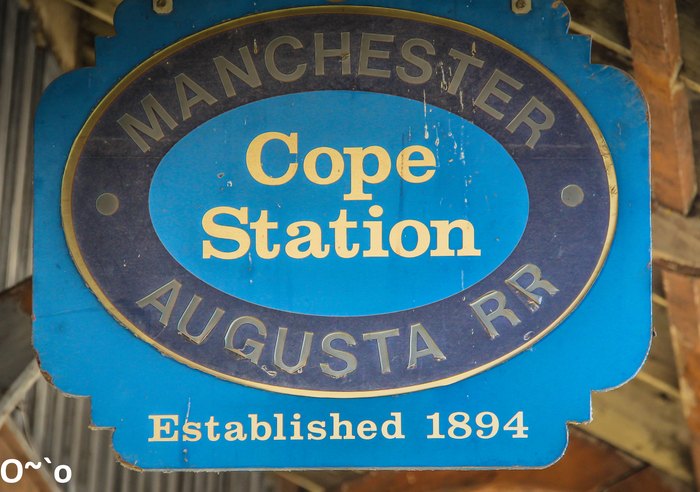 MANCHESTER
Cope
Station
AUGUSTA RR
Established 1894
O~`o